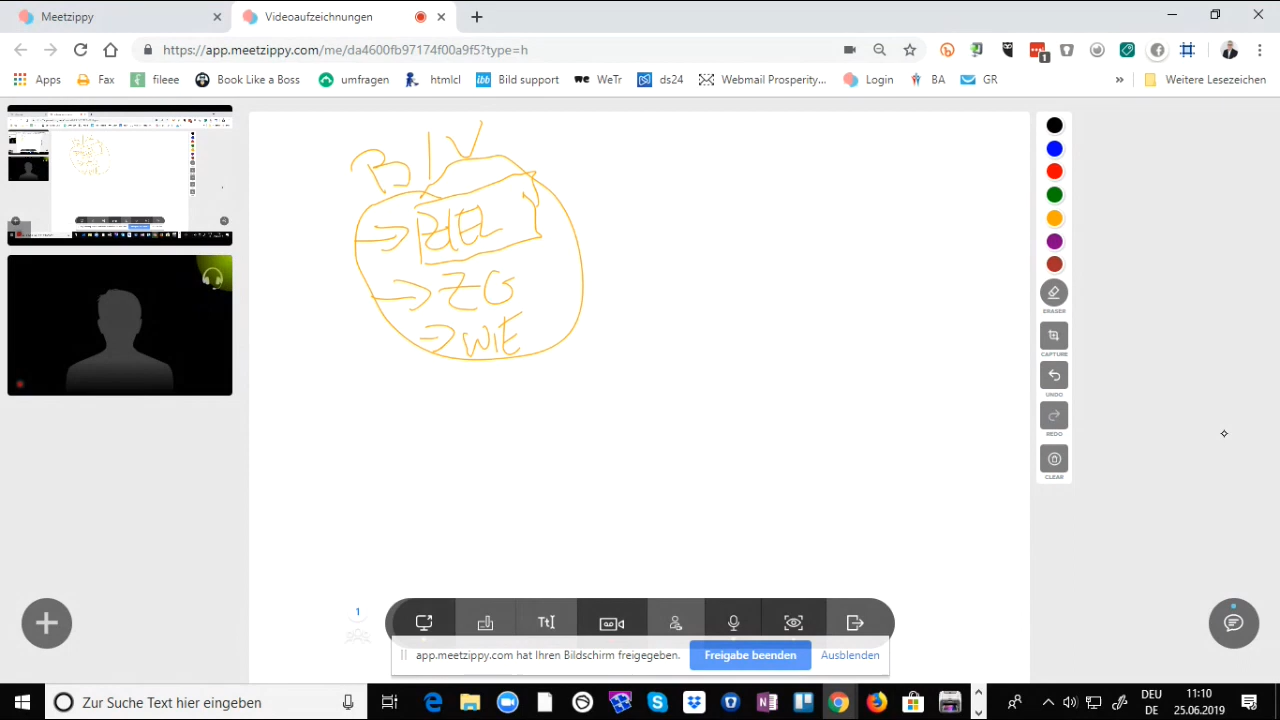 Meetzippy
Videoaufzeichnungen
https://app.meetzippy.com/me/da4600fb97174f00a9f5?type=h
1
Apps Fax fileee Book Like a Boss umfragen htmlcl Bild support WeTr ds24 Webmail Prosperity... Login BA GR » Weitere Lesezeichen
BIV
ZIEL
→ ZG
→ WIE
ERASER
CAPTURE
UNDO
REDO
CLEAR
1
Tt
app.meetzippy.com hat Ihren Bildschirm freigegeben. Freigabe beenden Ausblenden
Zur Suche Text hier eingeben
DEU
DE
11:10
25.06.2019